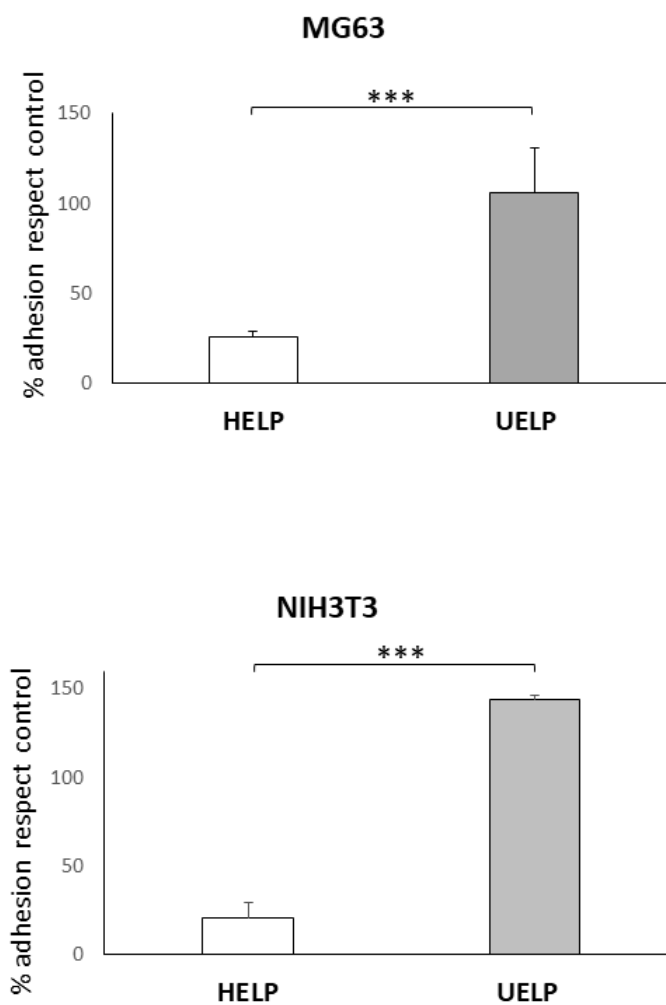 MG63
***
150
100
50
0
% adhesion respect control
HELP UELP
NIH3T3
***
150
100
50
0
% adhesion respect control
HELP UELP